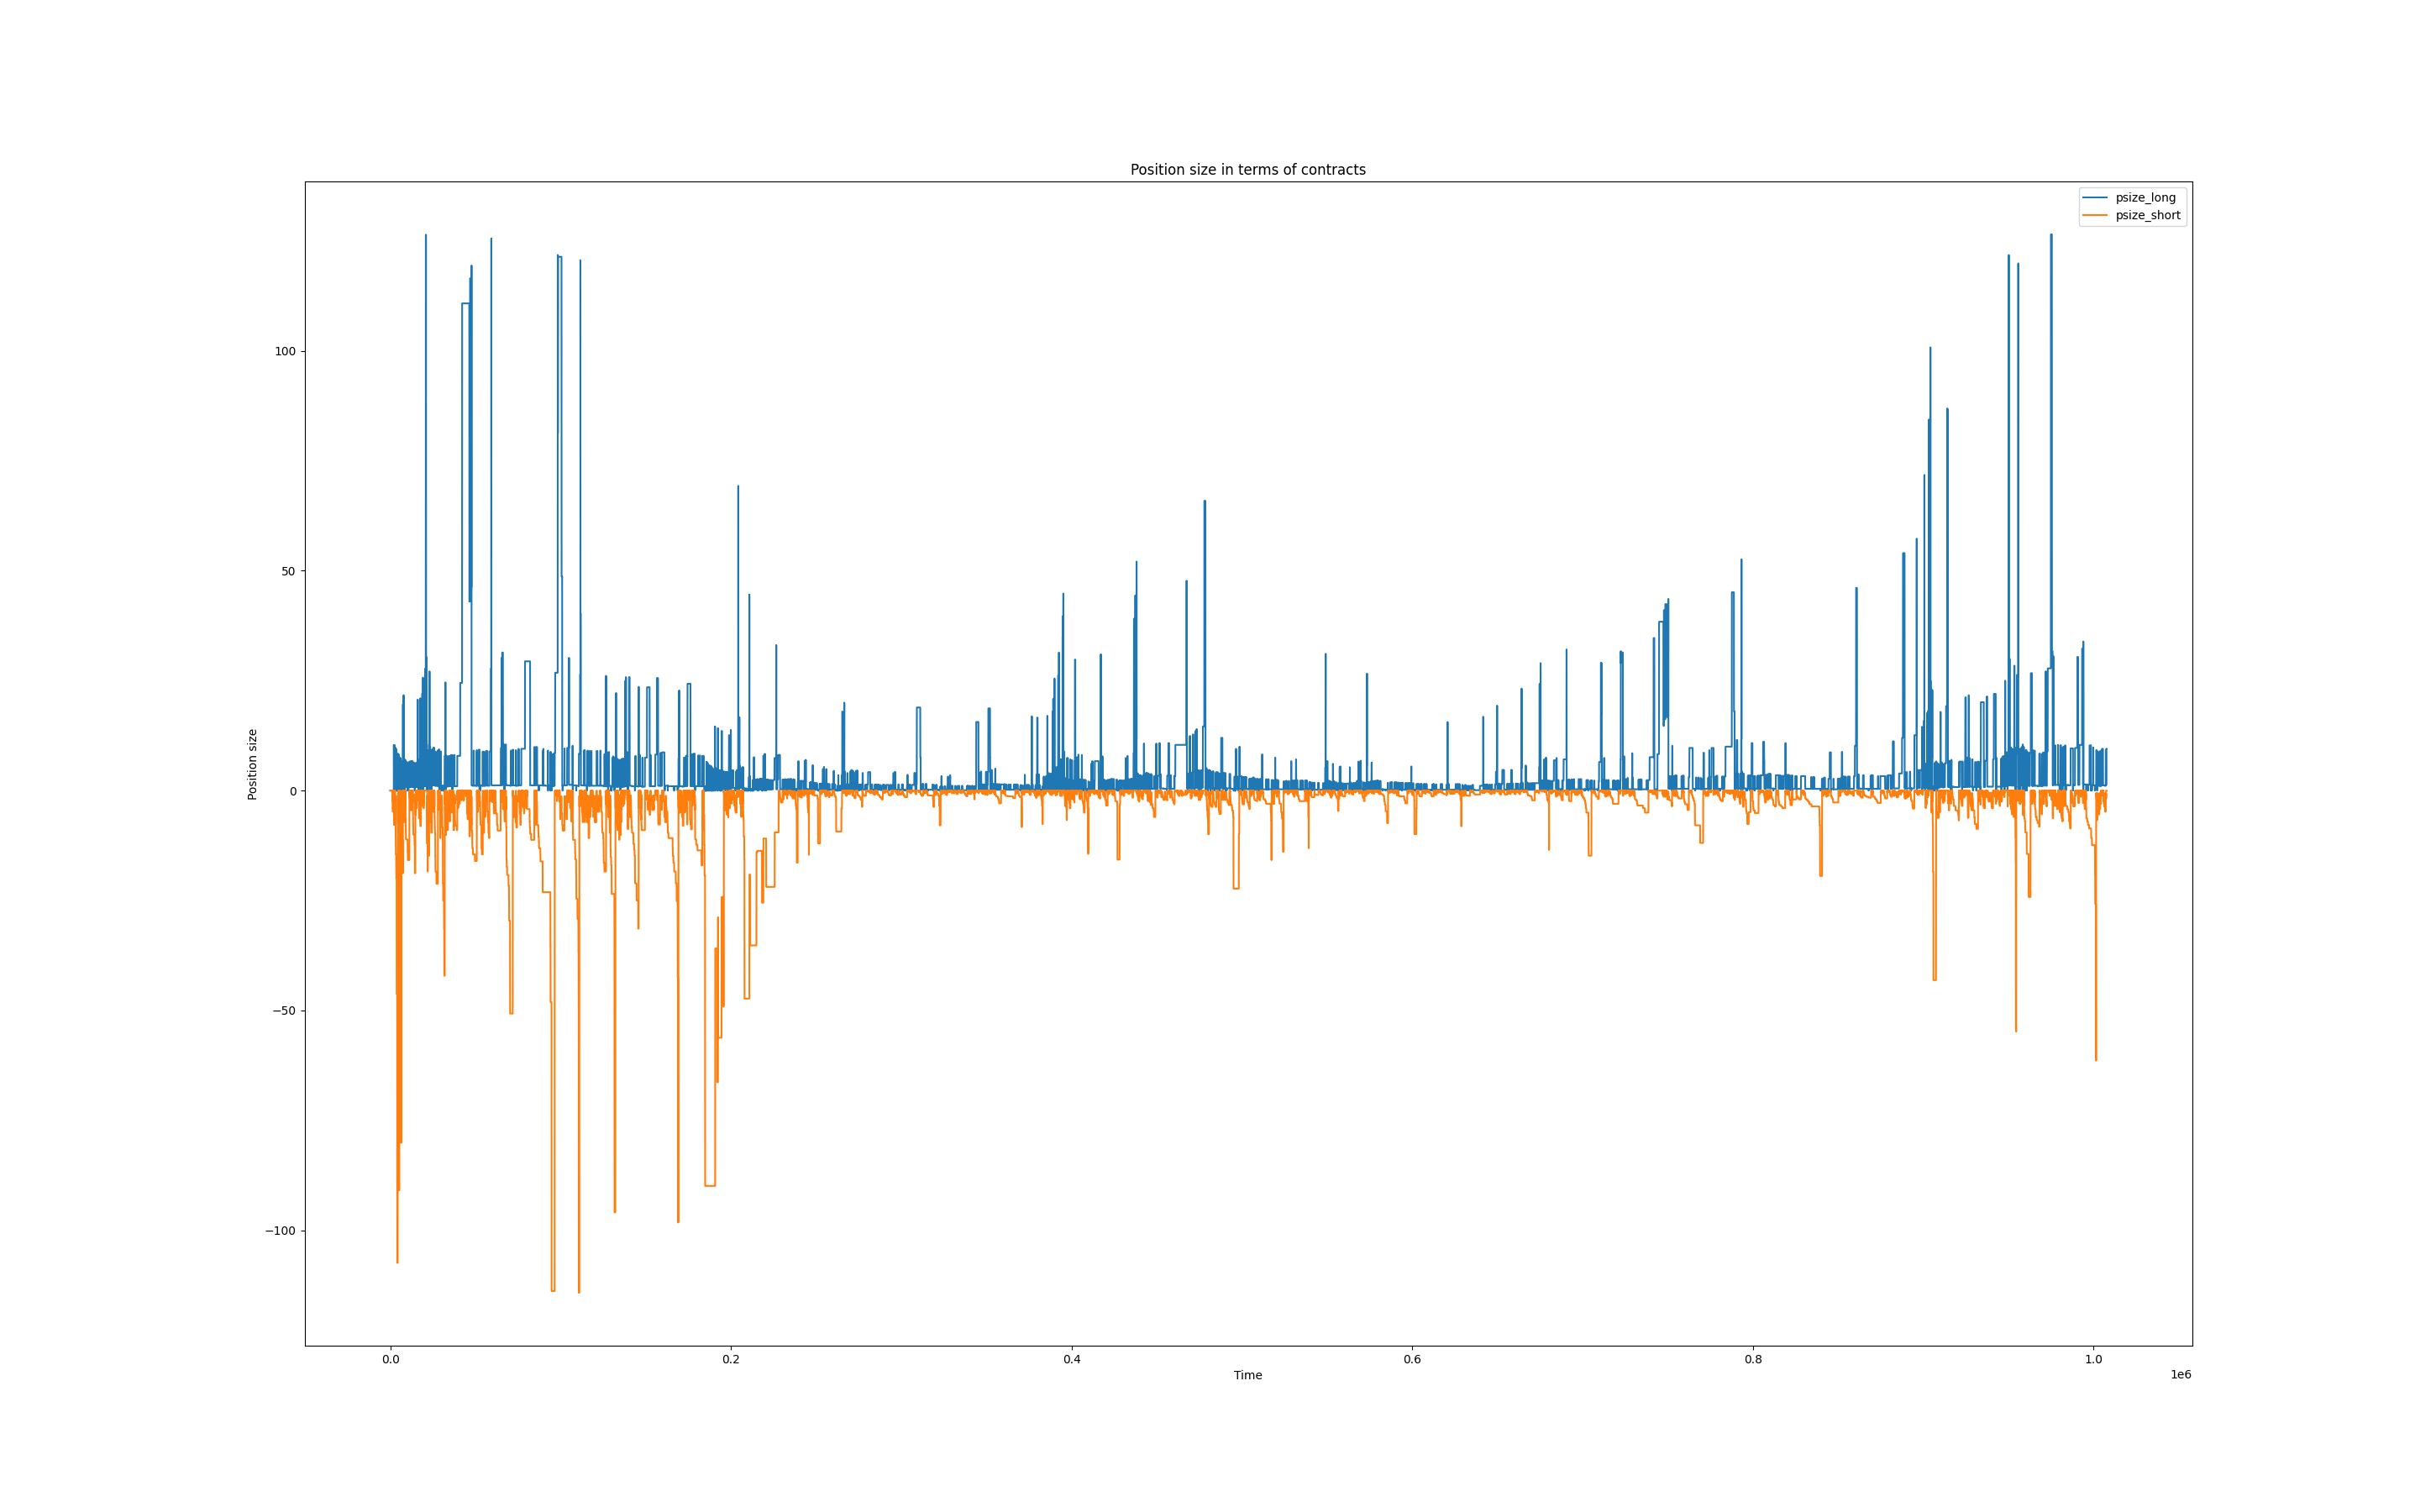 Position size in terms of contracts
psize_long
psize_short
Position size
100
50
0
−50
−100
0.0
0.2
0.4
0.6
0.8
1.0
Time
1e6